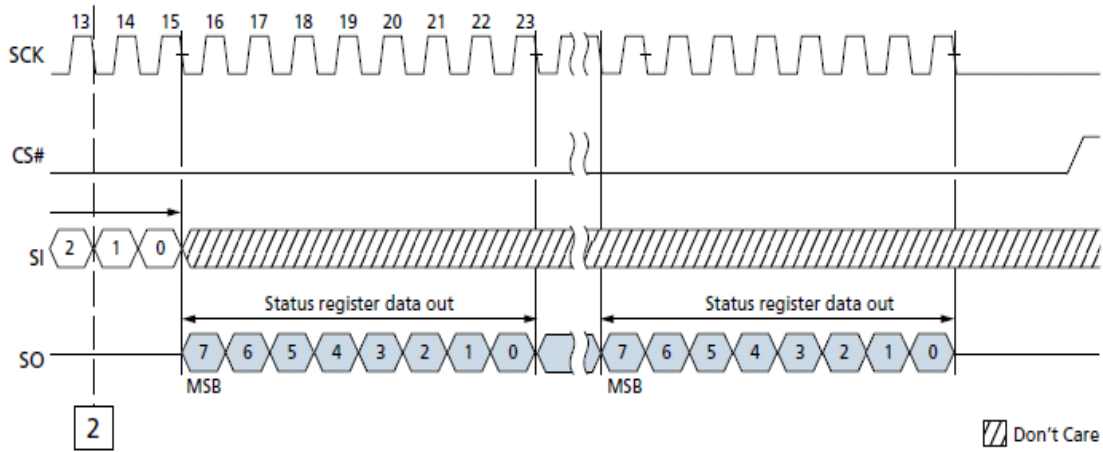 13 14 15 16 17 18 19 20 21 22 23
SCK
CS#
SI 2 1 0
Status register data out Status register data out
SO 7 6 5 4 3 2 1 0 7 6 5 4 3 2 1 0
MSB MSB
2
Don't Care